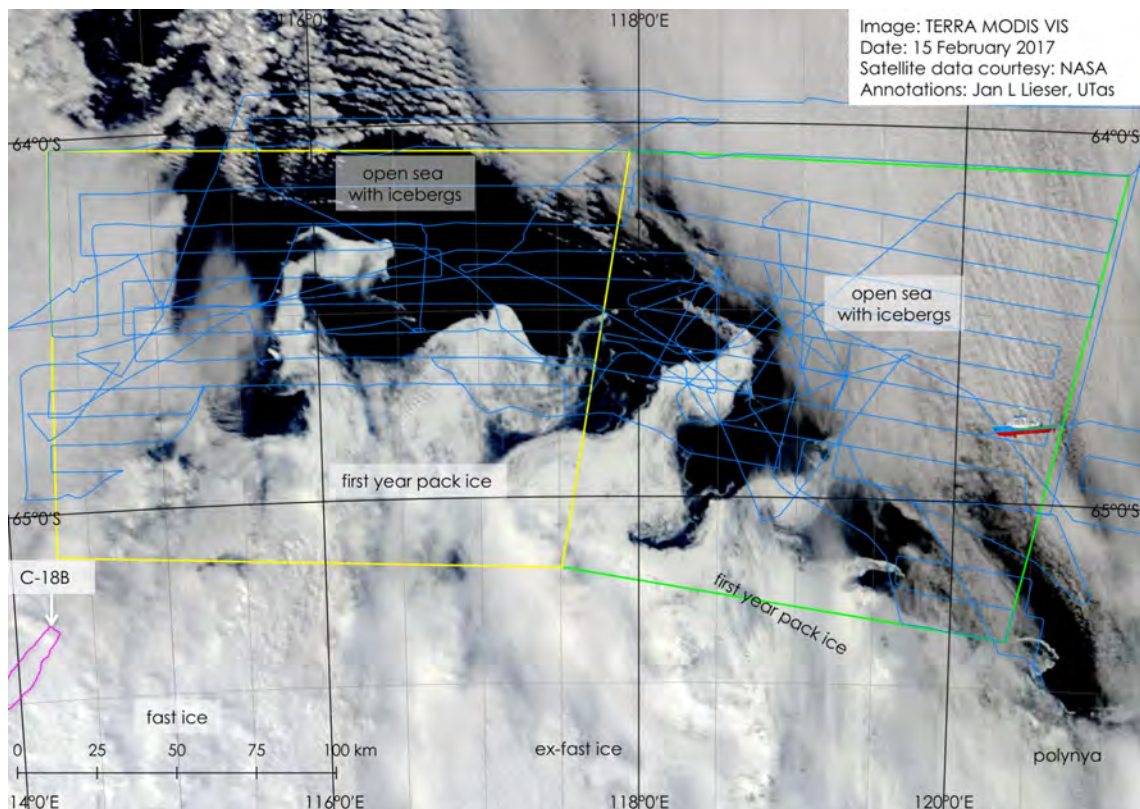 116°0'E
118°0'E
Image: TERRA MODIS VIS
Date: 15 February 2017
Satellite data courtesy: NASA
Annotations: Jan L Lieser, UTas
64°0'S
64°0'S
open sea
with icebergs
open sea
with icebergs
first year pack ice
65°0'S
65°0'S
C-18B
first year pack ice
fast ice
ex-fast ice
polynya
0 25 50 75 100 km
114°0'E
116°0'E
118°0'E
120°0'E